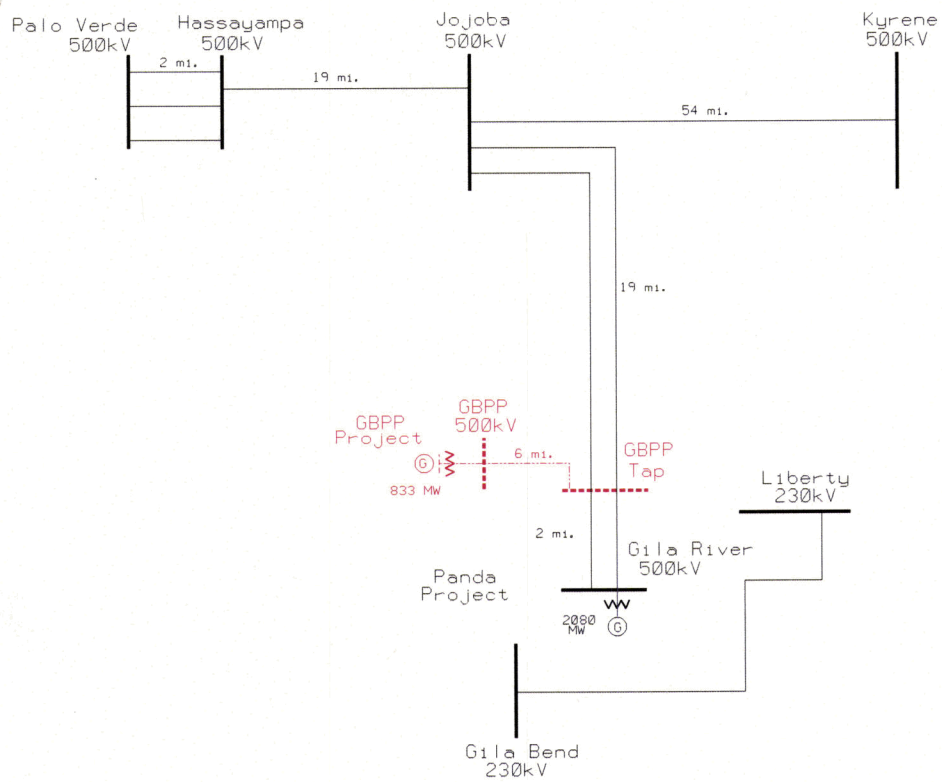 Palo Verde
500kV
Hassayampa
500kV
Jojoba
500kV
Kyrene
500kV
2 mi.
19 mi.
54 mi.
19 mi.
GBPP
Project
GBPP
500kV
6 mi.
GBPP
Tap
G
833 MW
Liberty
230kV
2 mi.
Gila River
500kV
Panda
Project
2080
MW
G
Gila Bend
230kV